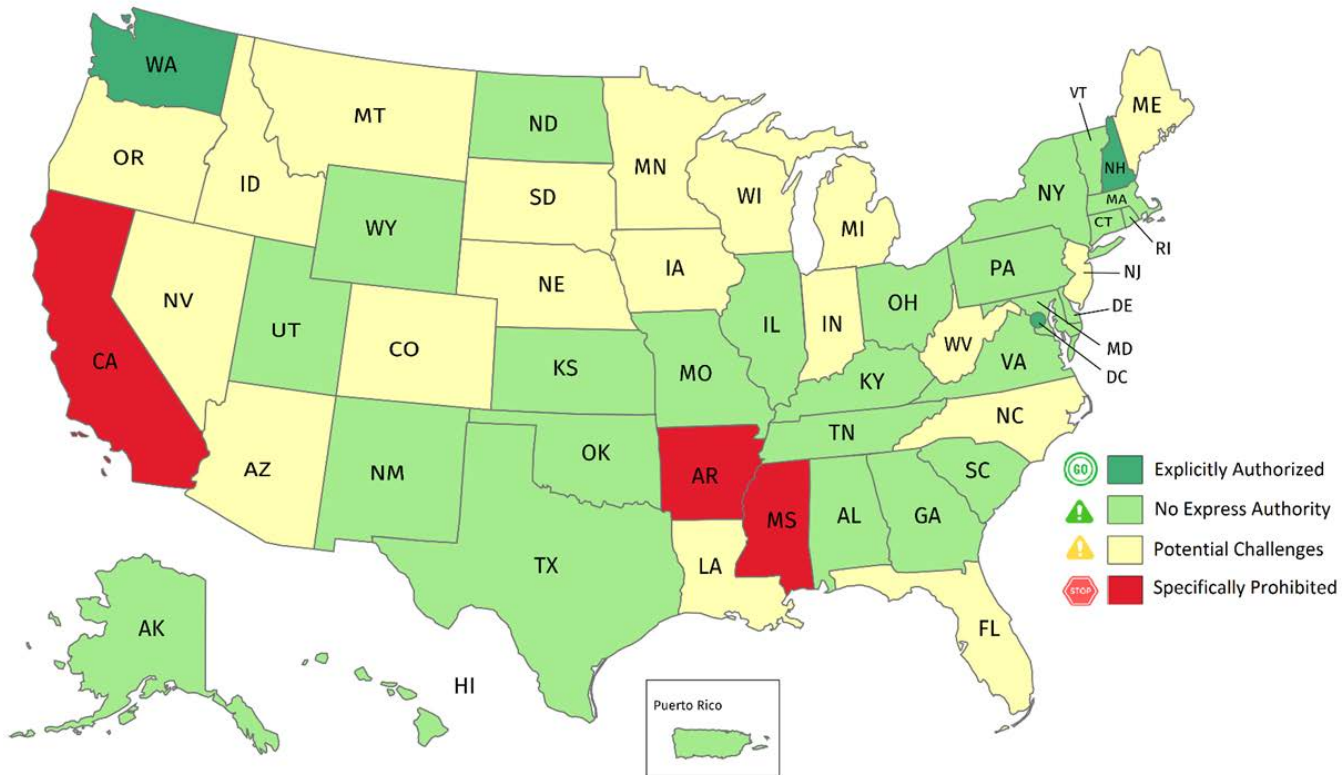 WA
MT
ND
MN
VT
ME
OR
ID
SD
WI
NH
NY
MA
WY
MI
CT
RI
IA
PA
NJ
NE
NV
OH
DE
UT
IL
IN
CO
WV
MD
CA
KS
MO
VA
DC
KY
NC
TN
OK
AZ
NM
AR
SC
MS
AL
GA
TX
LA
AK
FL
HI
Puerto Rico
GO Explicitly Authorized
No Express Authority
Potential Challenges
STOP Specifically Prohibited